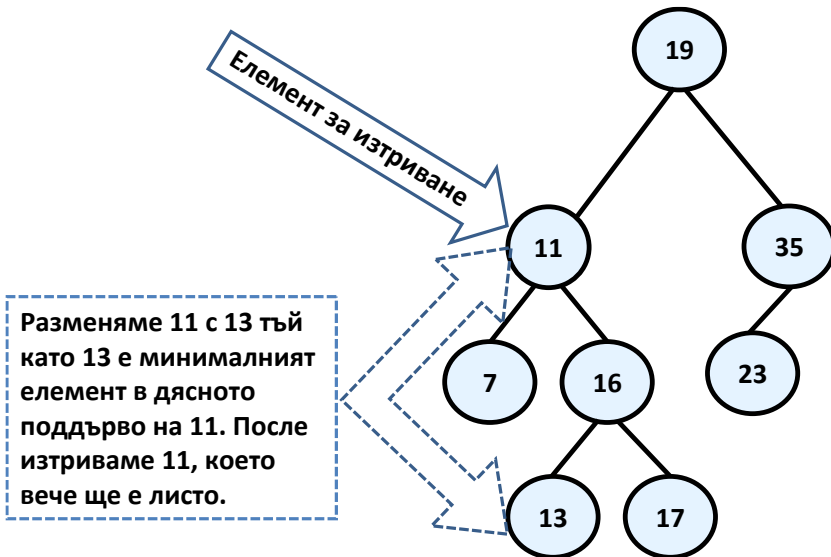 19
Елемент за изтриване
11
35
Разменяме 11 с 13 тъй
като 13 е минималният
елемент в дясното
поддърво на 11. После
изтриваме 11, което
вече ще е листо.
7
16
23
13
17